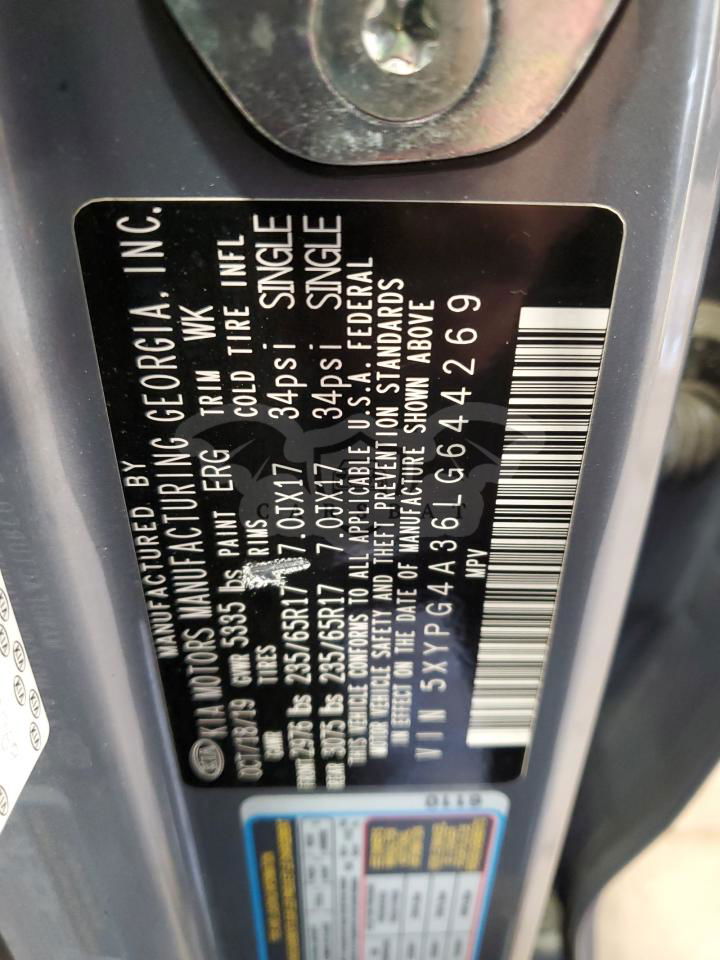 MANUFACTURED BY
KIA MOTORS MANUFACTURING GEORGIA, INC.
OCT/18/19 GVWR 5335 lbs PAINT ERG TRIM WK
GAWR TIRES RIMS COLD TIRE INFL
FRONT 2976 lbs 235/65R17 7.0JX17 34psi SINGLE
REAR 3075 lbs 235/65R17 7.0JX17 34psi SINGLE
THIS VEHICLE CONFORMS TO ALL APPLICABLE U.S.A. FEDERAL
MOTOR VEHICLE SAFETY AND THEFT PREVENTION STANDARDS
IN EFFECT ON THE DATE OF MANUFACTURE SHOWN ABOVE
VIN 5XYPG4A36LG644269
MPV
6110